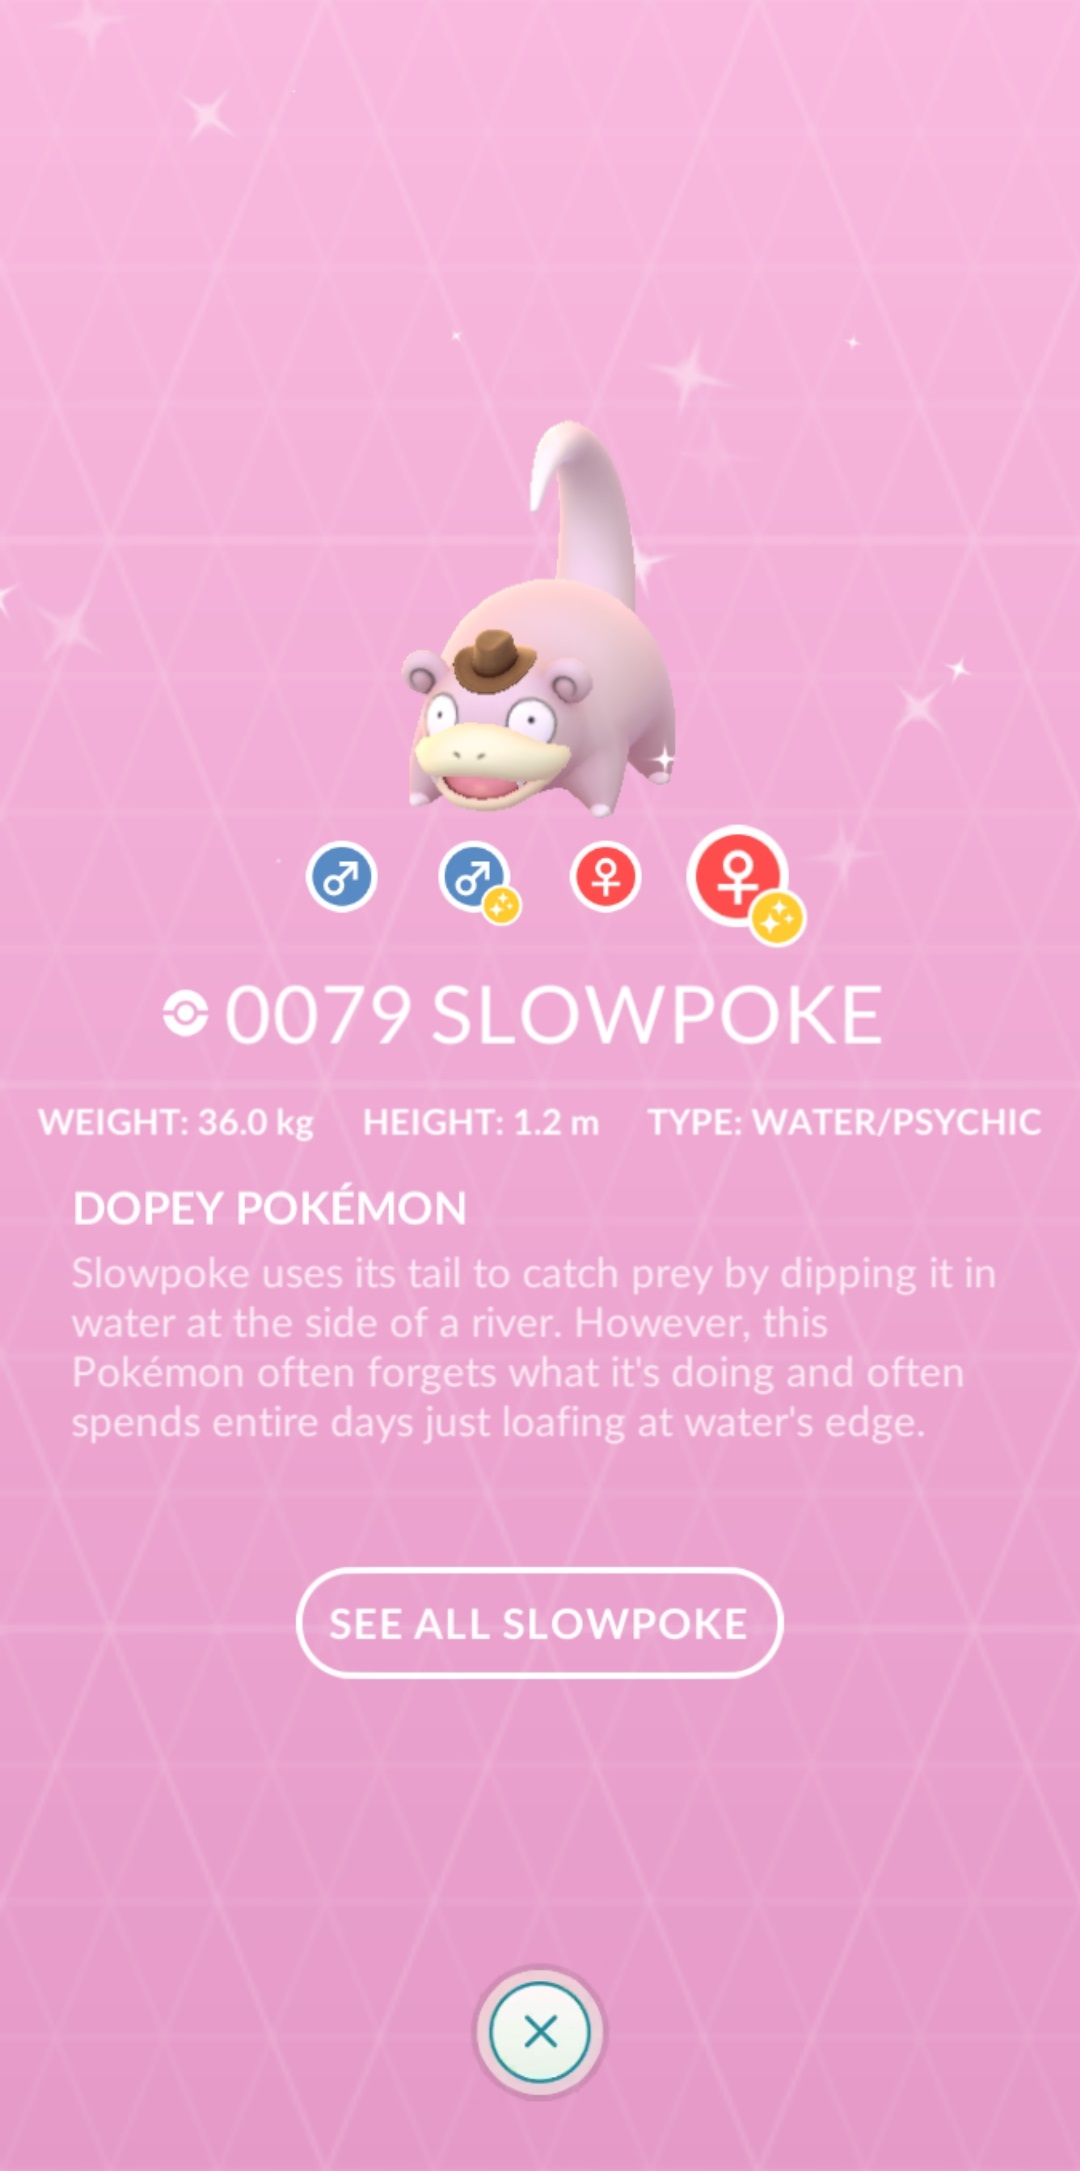 0079 SLOWPOKE
WEIGHT: 36.0 kg HEIGHT: 1.2 m TYPE: WATER/PSYCHIC
DOPEY POKÉMON
Slowpoke uses its tail to catch prey by dipping it in
water at the side of a river. However, this
Pokémon often forgets what it's doing and often
spends entire days just loafing at water's edge.
SEE ALL SLOWPOKE